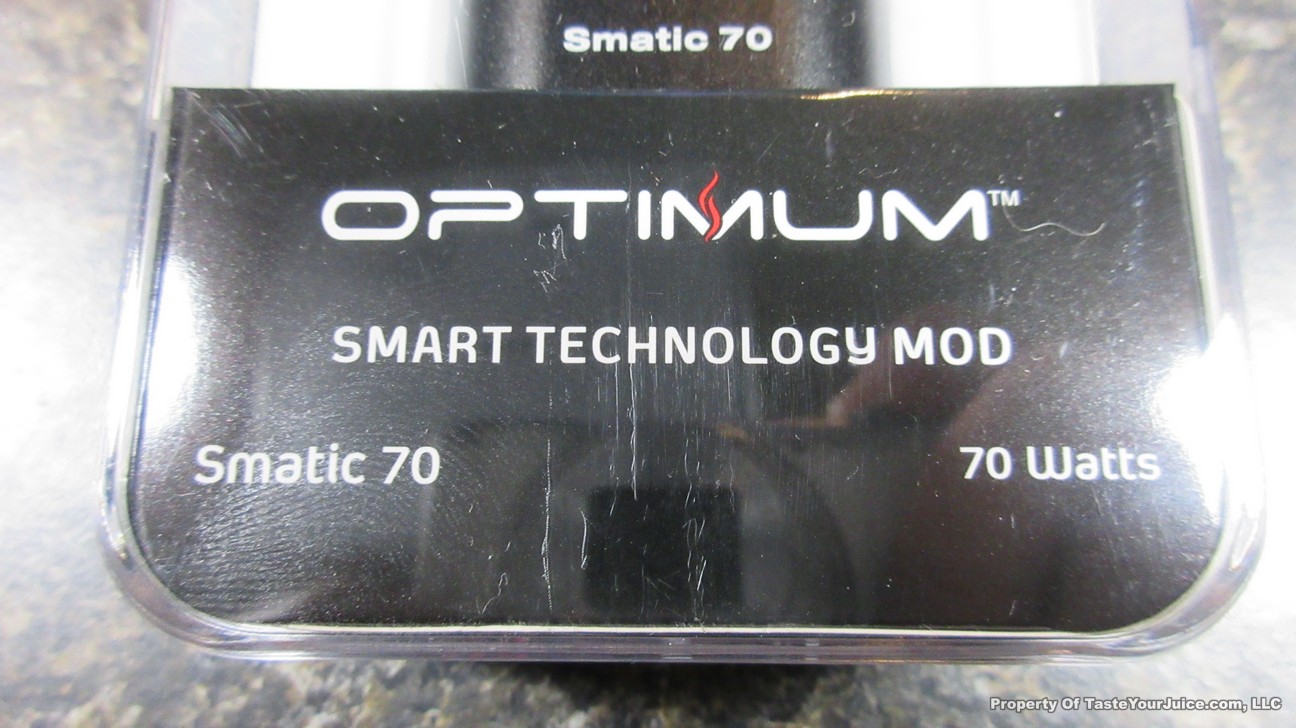 Smatic 70
OPTIMUM™
SMART TECHNOLOGY MOD
Smatic 70 70 Watts
Property Of TasteYourJuice.com, LLC